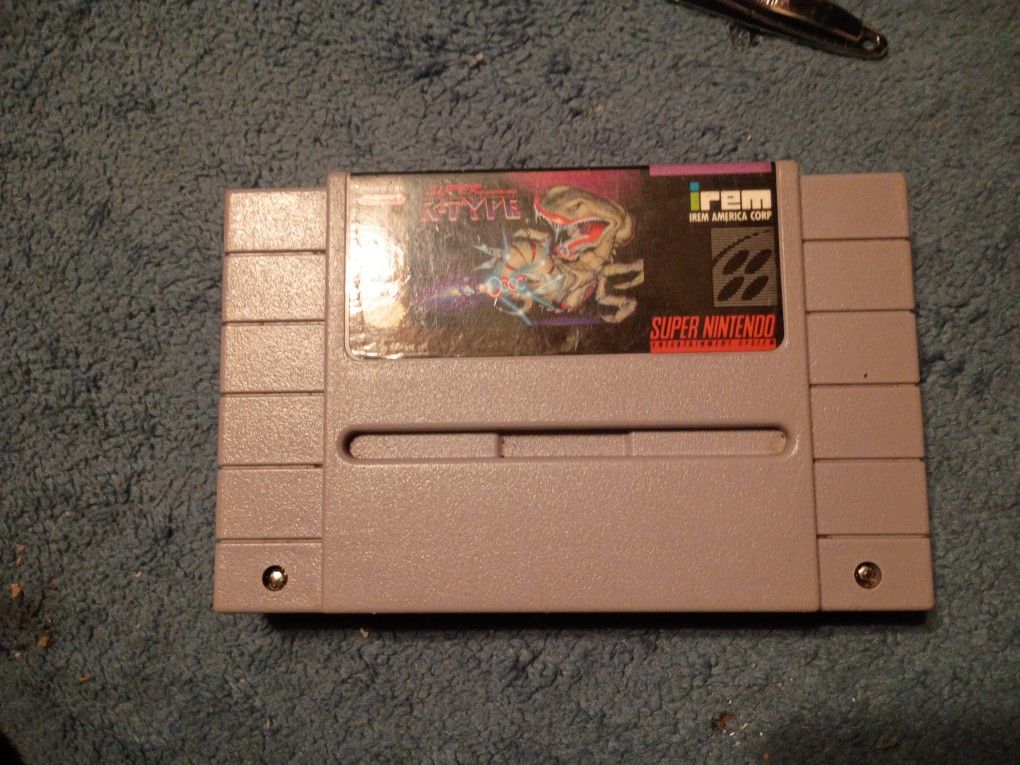 SUPER
R-TYPE
irem
IREM AMERICA CORP
SUPER NINTENDO
ENTERTAINMENT SYSTEM